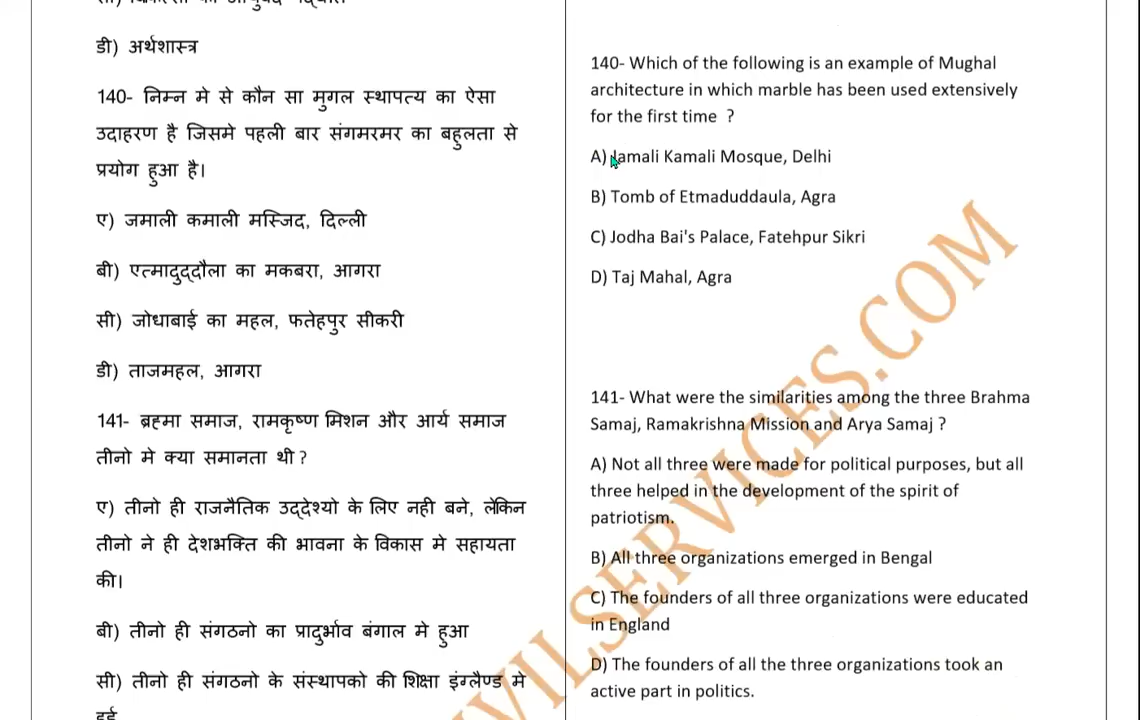 डी) अर्थशास्त्र
140- निम्न मे से कौन सा मुगल स्थापत्य का ऐसा
उदाहरण है जिसमे पहली बार संगमरमर का बहुलता से
प्रयोग हुआ है।
ए) जमाली कमाली मस्जिद, दिल्ली
बी) एत्मादुद्दौला का मकबरा, आगरा
सी) जोधाबाई का महल, फतेहपुर सीकरी
डी) ताजमहल, आगरा
141- ब्रह्मा समाज, रामकृष्ण मिशन और आर्य समाज
तीनो मे क्या समानता थी ?
ए) तीनो ही राजनैतिक उद्देश्यो के लिए नही बने, लेकिन
तीनो ने ही देशभक्ति की भावना के विकास मे सहायता
की।
बी) तीनो ही संगठनो का प्रादुर्भाव बंगाल मे हुआ
सी) तीनो ही संगठनो के संस्थापको की शिक्षा इंग्लैण्ड मे
140- Which of the following is an example of Mughal
architecture in which marble has been used extensively
for the first time ?
A) Jamali Kamali Mosque, Delhi
B) Tomb of Etmaduddaula, Agra
C) Jodha Bai's Palace, Fatehpur Sikri
D) Taj Mahal, Agra
141- What were the similarities among the three Brahma
Samaj, Ramakrishna Mission and Arya Samaj ?
A) Not all three were made for political purposes, but all
three helped in the development of the spirit of
patriotism.
B) All three organizations emerged in Bengal
C) The founders of all three organizations were educated
in England
D) The founders of all the three organizations took an
active part in politics.
VILSERVICES.COM